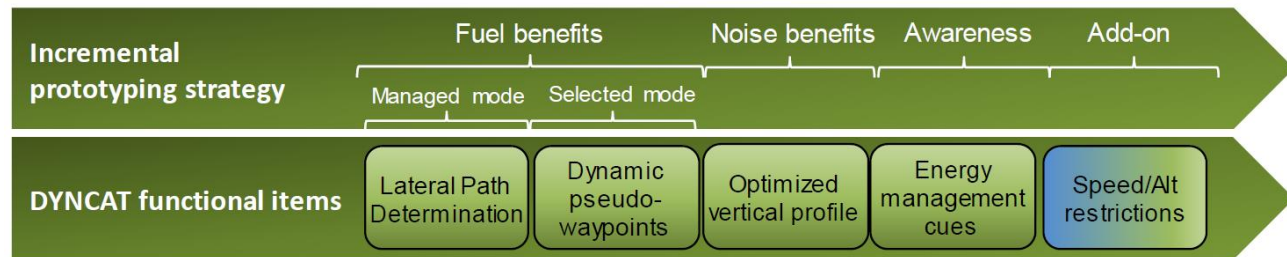 Incremental
prototyping strategy
Fuel benefits
Noise benefits
Awareness
Add-on
Managed mode
Selected mode
DYNCAT functional items
Lateral Path
Determination
Dynamic
pseudo-
waypoints
Optimized
vertical profile
Energy
management
cues
Speed/Alt
restrictions